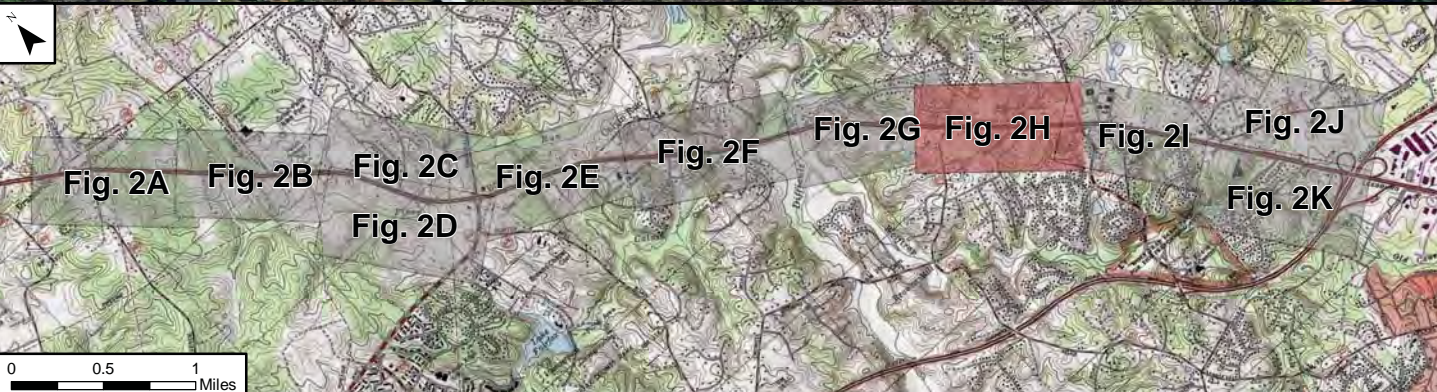 N
Fig. 2A
Fig. 2B
Fig. 2C
Fig. 2D
Fig. 2E
Fig. 2F
Fig. 2G
Fig. 2H
Fig. 2I
Fig. 2J
Fig. 2K
0 0.5 1
Miles